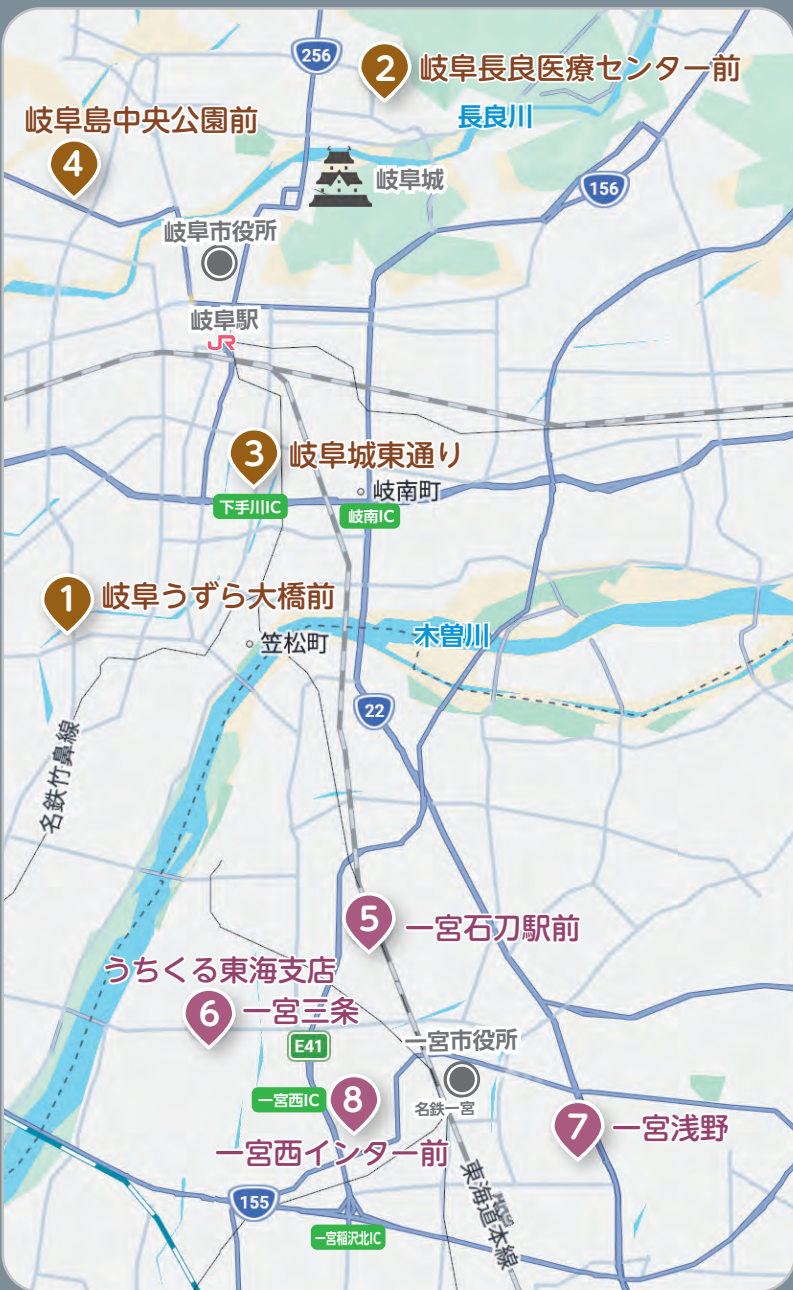 256
2
岐阜長良医療センター前
長良川
岐阜島中央公園前
4
岐阜城
156
岐阜市役所
岐阜駅
JR
3
岐阜城東通り
下手川IC
岐南町
岐南IC
1
岐阜うずら大橋前
木曽川
笠松町
22
名鉄竹鼻線
5
一宮石刀駅前
うちくる東海支店
6
一宮三条
E41
一宮市役所
一宮西IC
8
名鉄一宮
7
一宮浅野
一宮西インター前
155
東海道本線
一宮稲沢北IC